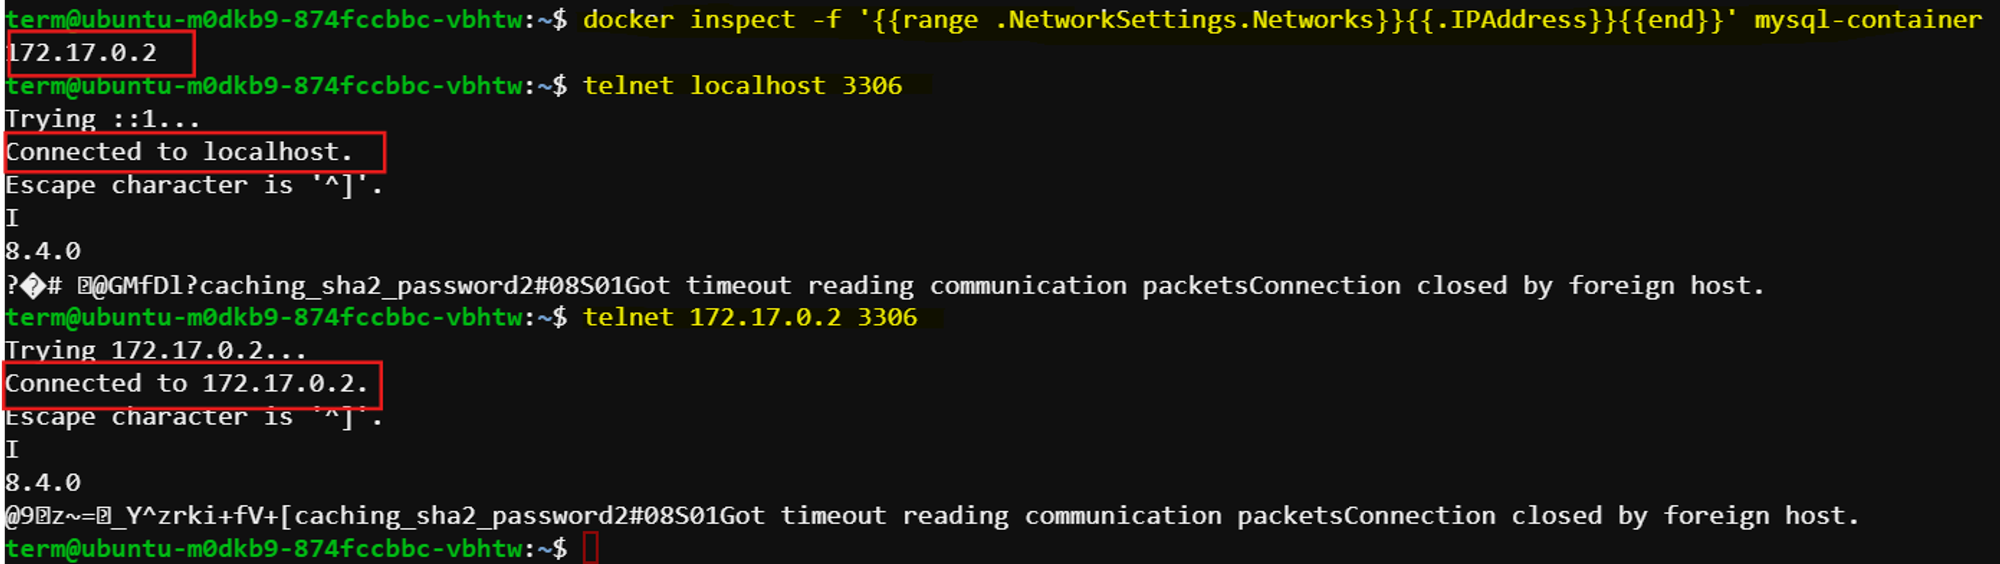 term@ubuntu-m0dkb9-874fccbbc-vbhtw:~$ docker inspect -f '{{range .NetworkSettings.Networks}}{{.IPAddress}}{{end}}' mysql-container
172.17.0.2
term@ubuntu-m0dkb9-874fccbbc-vbhtw:~$ telnet localhost 3306
Trying ::1...
Connected to localhost.
Escape character is '^]'.
I
8.4.0
?�# @GMfDl?caching_sha2_password2#08S01Got timeout reading communication packetsConnection closed by foreign host.
term@ubuntu-m0dkb9-874fccbbc-vbhtw:~$ telnet 172.17.0.2 3306
Trying 172.17.0.2...
Connected to 172.17.0.2.
Escape character is '^]'.
I
8.4.0
@9z~=_Y^zrki+fV+[caching_sha2_password2#08S01Got timeout reading communication packetsConnection closed by foreign host.
term@ubuntu-m0dkb9-874fccbbc-vbhtw:~$